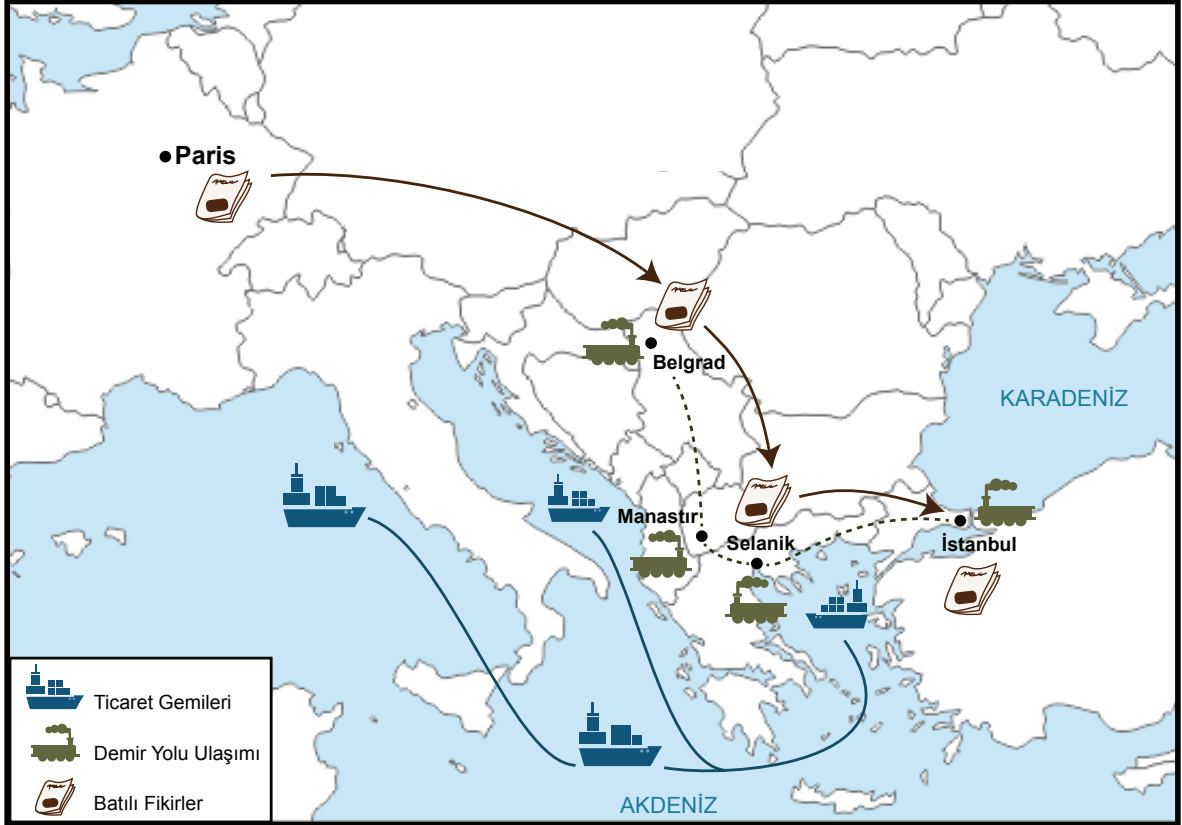 Paris
Belgrad
KARADENİZ
Manastır
Selanik
İstanbul
Ticaret Gemileri
Demir Yolu Ulaşımı
Batılı Fikirler
AKDENİZ